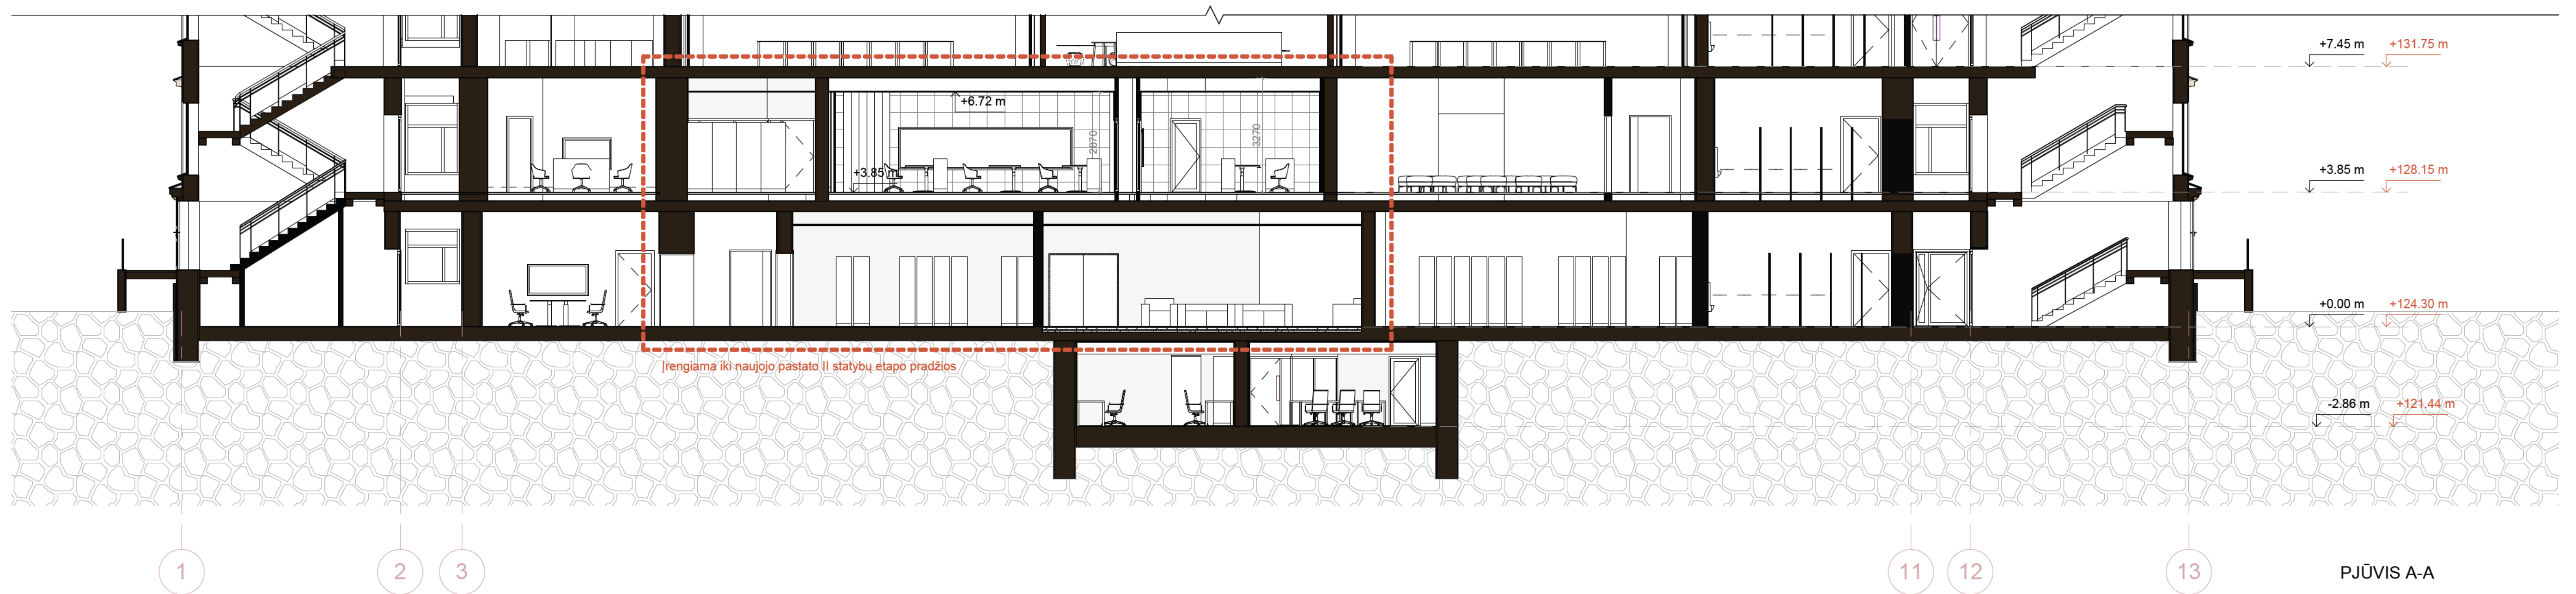 +7.45 m +131.75 m
+6.72 m
2870
3270
+3.85 m
+3.85 m +128.15 m
+0.00 m +124.30 m
Įrengiama iki naujojo pastato II statybų etapo pradžios
-2.86 m +121.44 m
1 2 3 11 12 13
PJŪVIS A-A